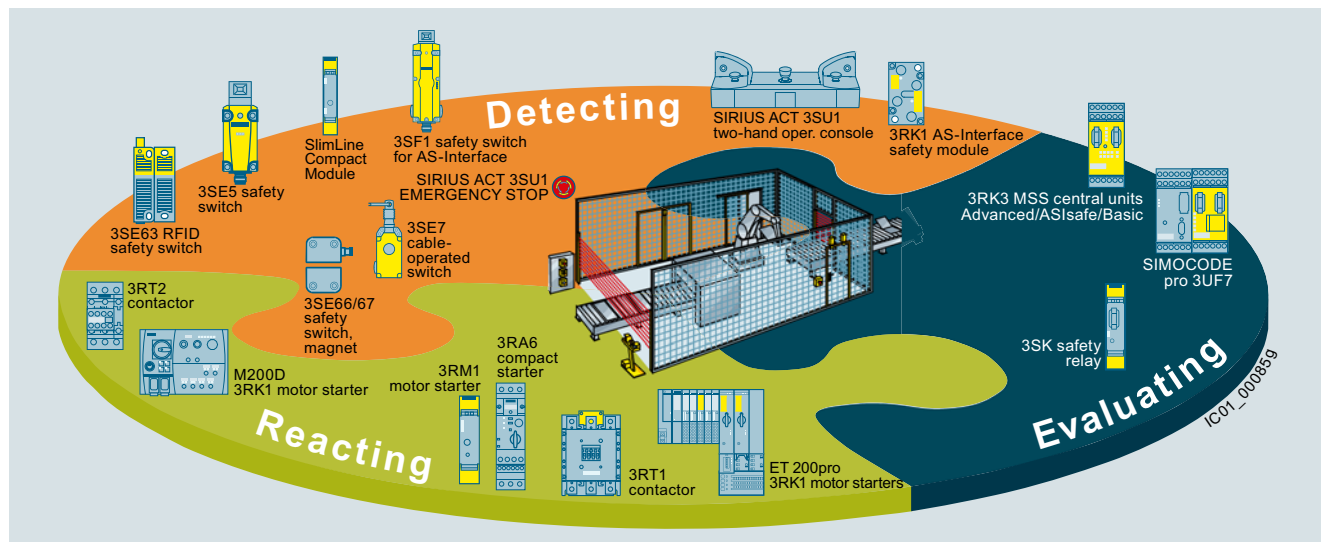 Detecting
SIRIUS ACT 3SU1
two-hand oper. console
3RK1 AS-Interface
safety module
SlimLine
Compact
Module
3SF1 safety switch
for AS-Interface
3SE5 safety
switch
SIRIUS ACT 3SU1
EMERGENCY STOP
3SE63 RFID
safety switch
3SE7
cable-
operated
switch
3SE66/67
safety
switch,
magnet
3RK3 MSS central units
Advanced/ASIsafe/Basic
SIMOCODE
pro 3UF7
3SK safety
relay
Evaluating
IC01_00085g
3RT2
contactor
M200D
3RK1 motor starter
3RM1
motor starter
3RA6
compact
starter
3RT1
contactor
ET 200pro
3RK1 motor starters
Reacting